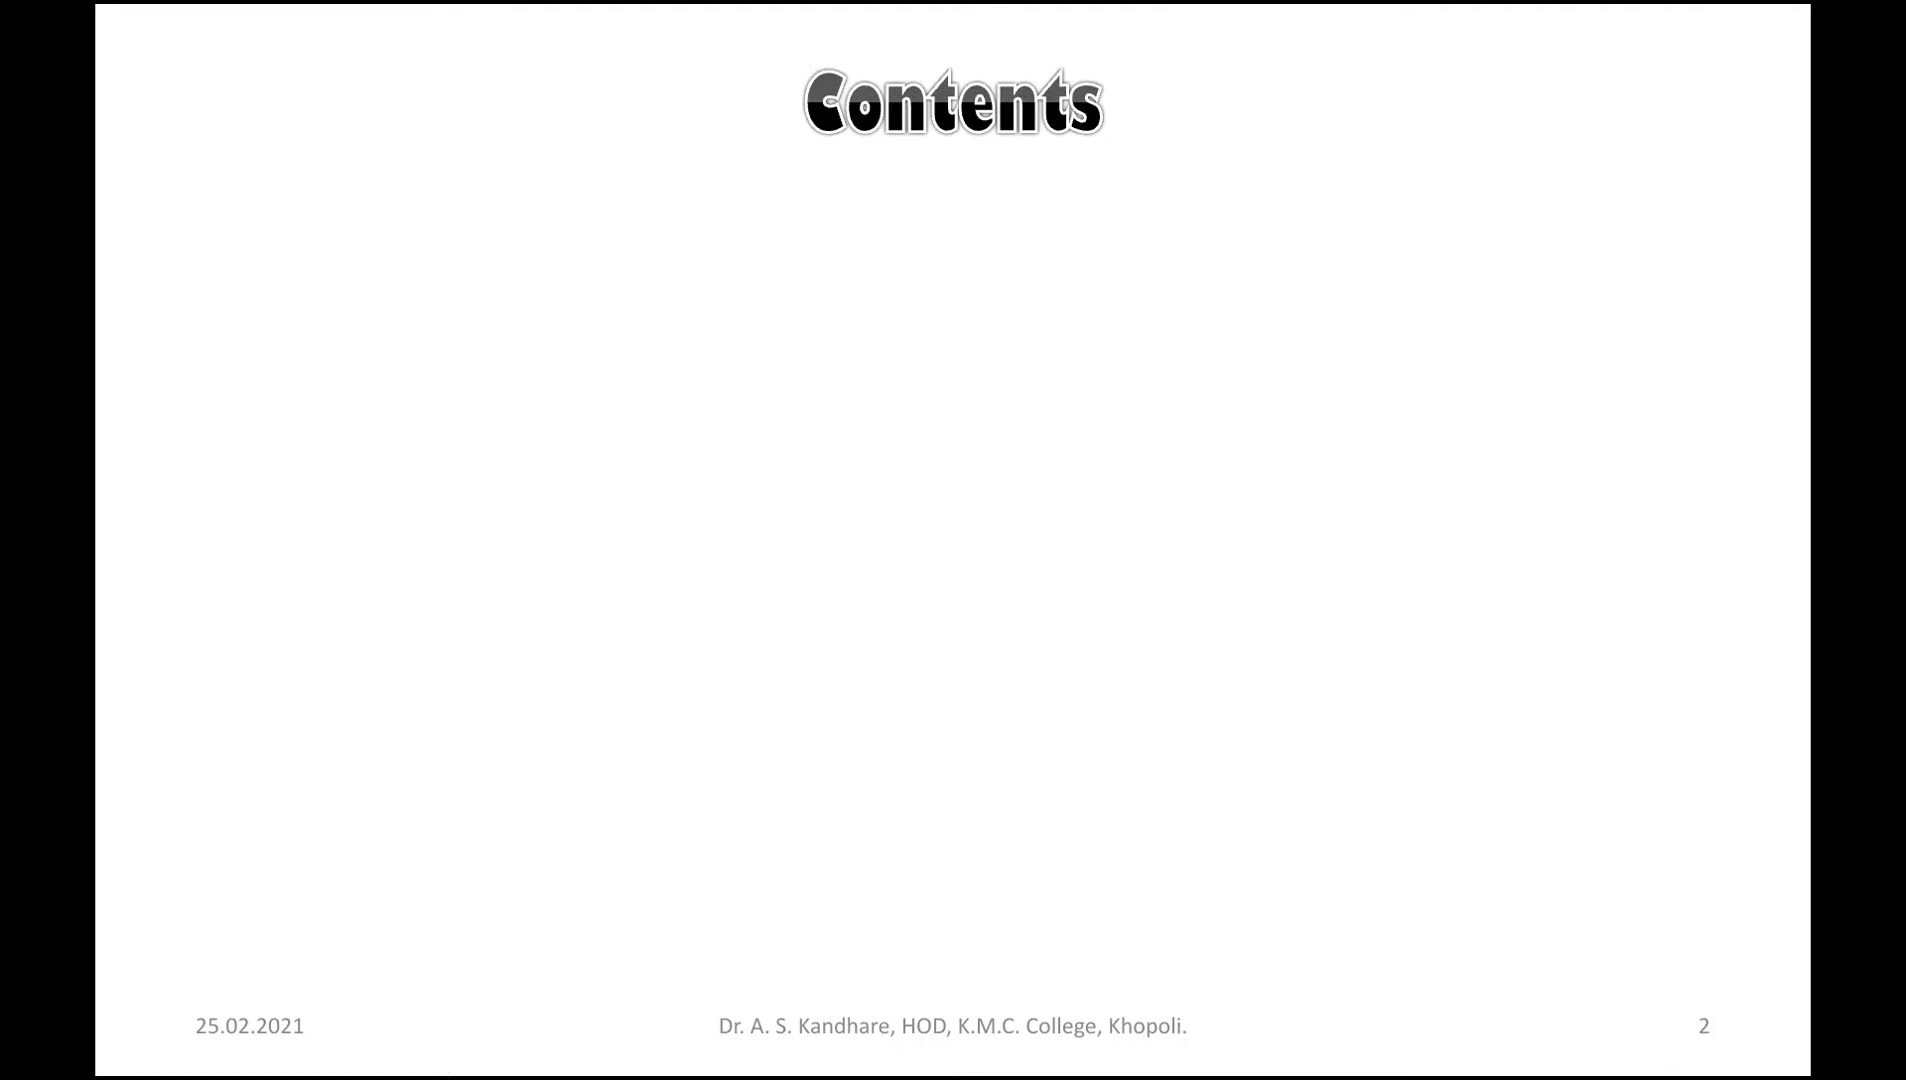 Contents
25.02.2021
Dr. A. S. Kandhare, HOD, K.M.C. College, Khopoli.
2